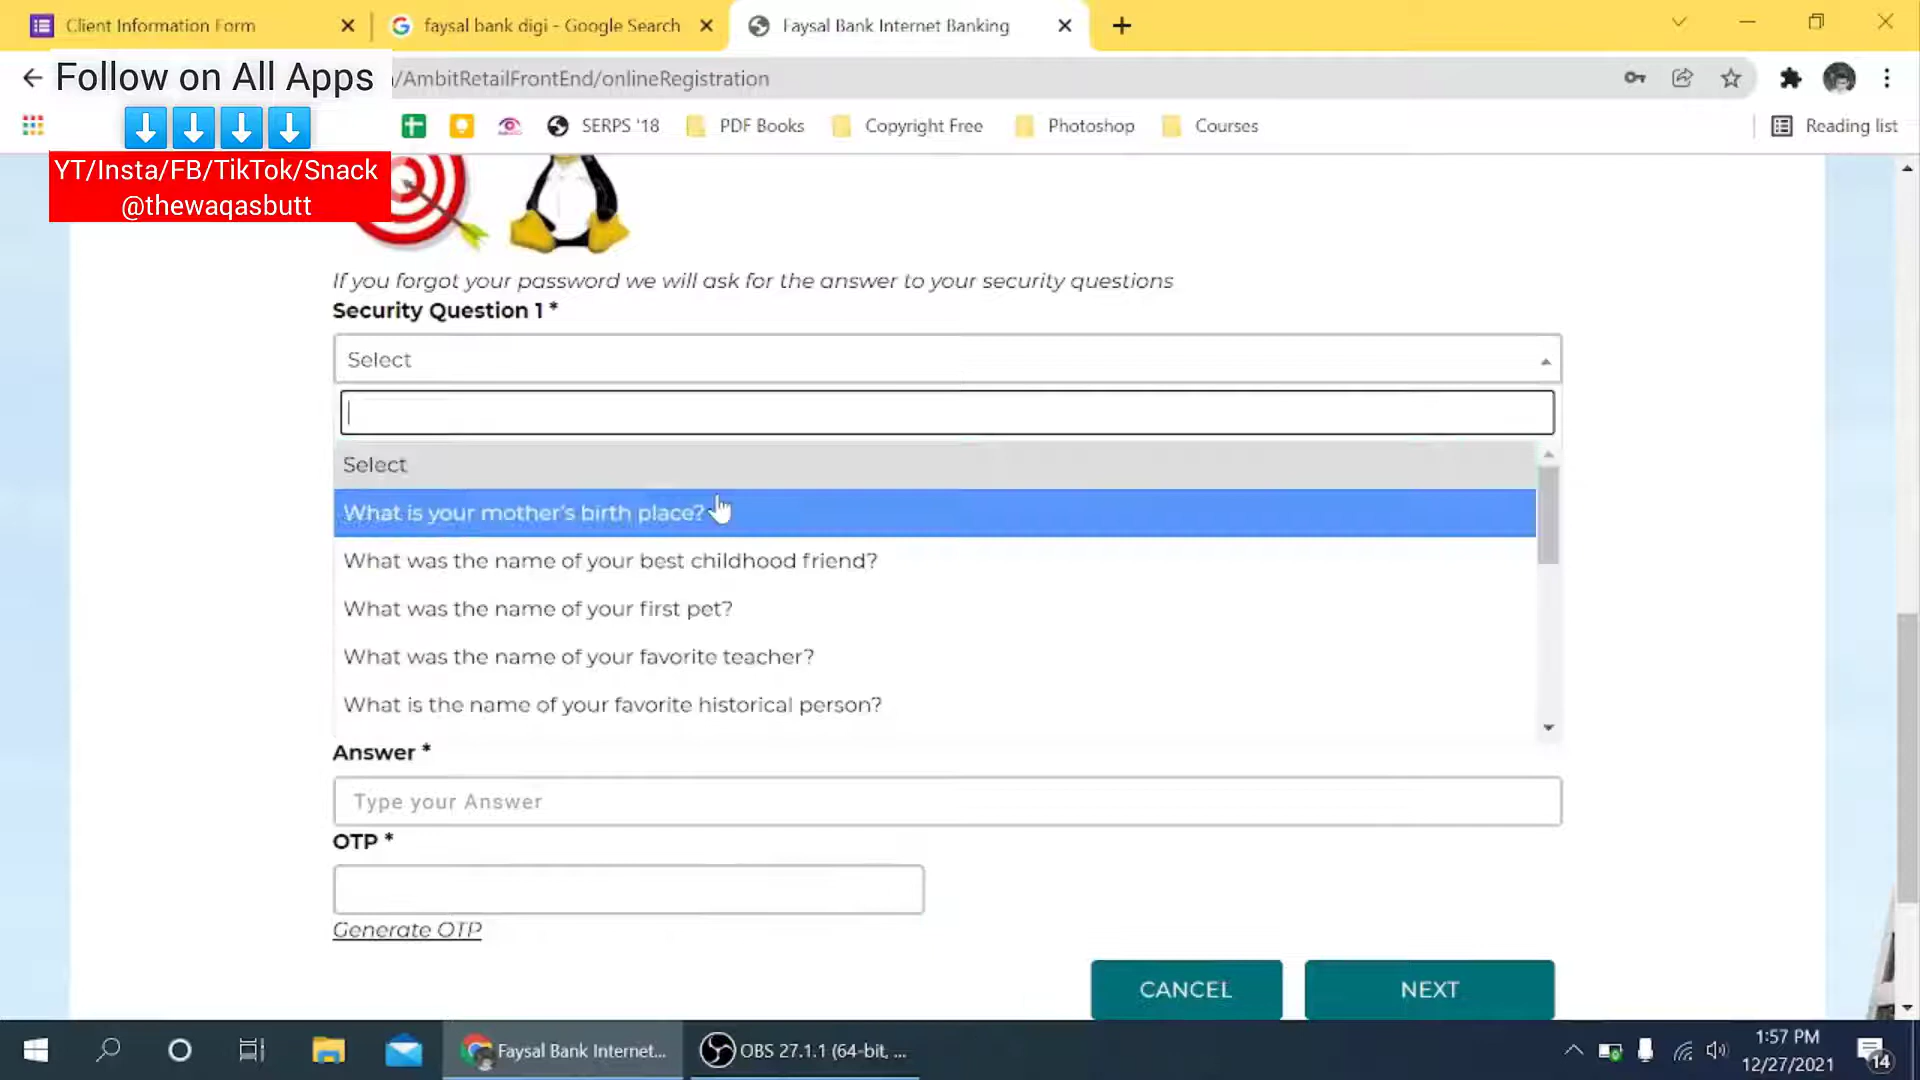 Client Information Form
faysal bank digi - Google Search
Faysal Bank Internet Banking
Follow on All Apps
/AmbitRetailFrontEnd/onlineRegistration
SERPS '18
PDF Books
Copyright Free
Photoshop
Courses
Reading list
YT/Insta/FB/TikTok/Snack
@thewaqasbutt
If you forgot your password we will ask for the answer to your security questions
Security Question 1 *
Select
Select
What is your mother's birth place?
What was the name of your best childhood friend?
What was the name of your first pet?
What was the name of your favorite teacher?
What is the name of your favorite historical person?
Answer *
Type your Answer
OTP *
Generate OTP
CANCEL
NEXT
Faysal Bank Internet...
OBS 27.1.1 (64-bit, ...
1:57 PM
12/27/2021
14